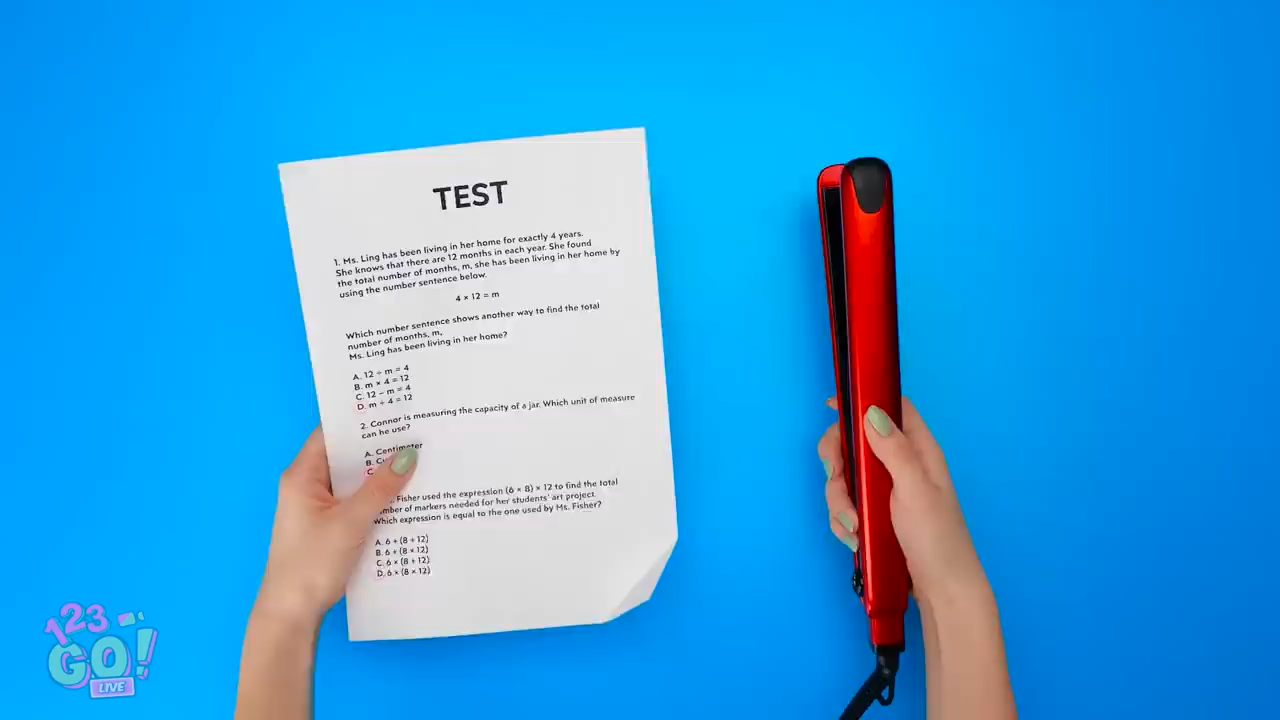 TEST
1. Ms. Ling has been living in her home for exactly 4 years.
She knows that there are 12 months in each year. She found
the total number of months, m, she has been living in her home by
using the number sentence below.
4 × 12 = m
Which number sentence shows another way to find the total
number of months, m,
Ms. Ling has been living in her home?
A. 12 ÷ m = 4
B. m × 4 = 12
C. 12 − m = 4
D. m ÷ 4 = 12
2. Connor is measuring the capacity of a jar. Which unit of measure
can he use?
A. Centimeter
B.
C
Fisher used the expression (6 × 8) × 12 to find the total
mber of markers needed for her students' art project.
Which expression is equal to the one used by Ms. Fisher?
A. 6 + (8 + 12)
B. 6 + (8 × 12)
C. 6 × (8 + 12)
D. 6 × (8 × 12)
123
GO!
LIVE